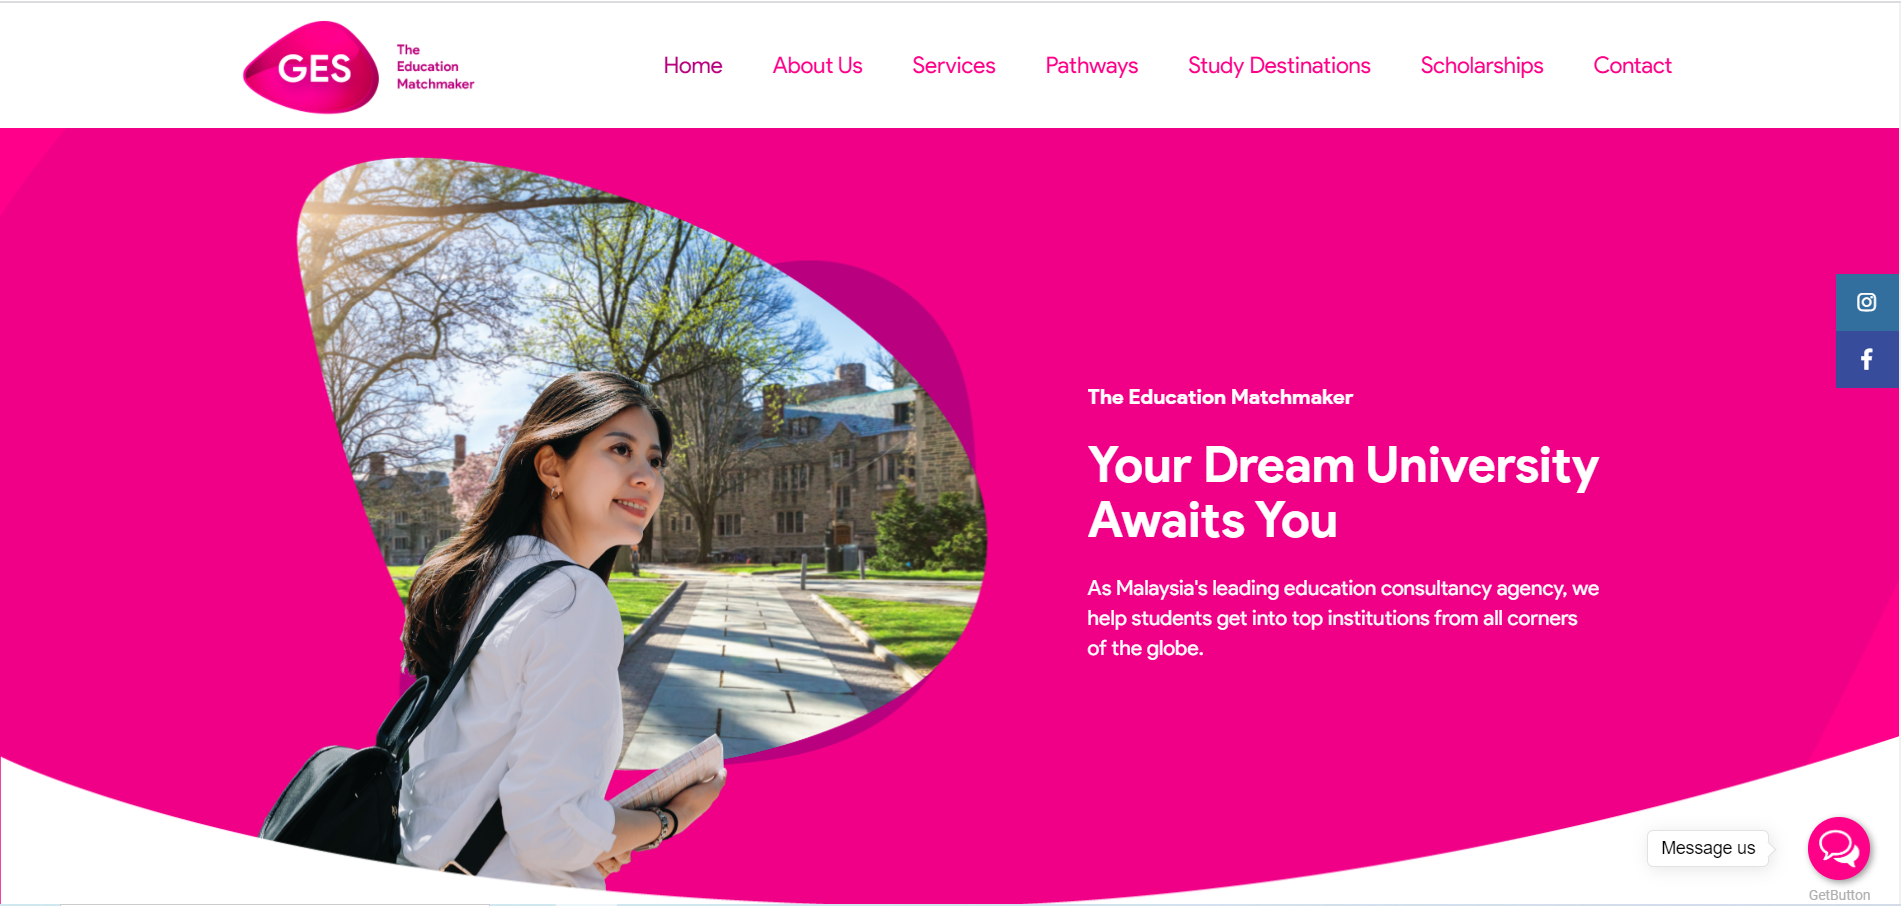 GES
The
Education
Matchmaker
Home
About Us
Services
Pathways
Study Destinations
Scholarships
Contact
The Education Matchmaker
Your Dream University
Awaits You
As Malaysia's leading education consultancy agency, we
help students get into top institutions from all corners
of the globe.
Message us
GetButton